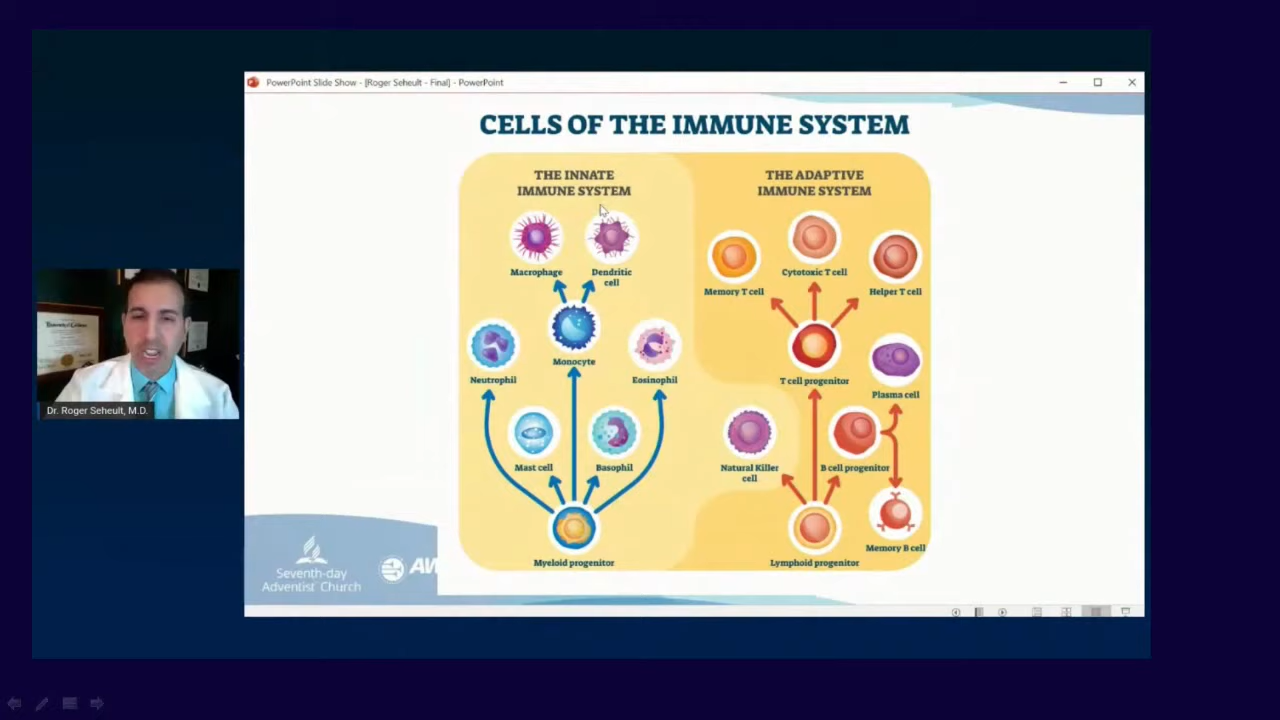 PowerPoint Slide Show - [Roger Seheult - Final] - PowerPoint
CELLS OF THE IMMUNE SYSTEM
THE INNATE
IMMUNE SYSTEM
Macrophage
Dendritic
cell
Neutrophil
Monocyte
Eosinophil
Mast cell
Basophil
Myeloid progenitor
THE ADAPTIVE
IMMUNE SYSTEM
Memory T cell
Cytotoxic T cell
Helper T cell
T cell progenitor
Plasma cell
Natural Killer
cell
B cell progenitor
Memory B cell
Lymphoid progenitor
Dr. Roger Seheult, M.D.
Seventh-day
Adventist Church